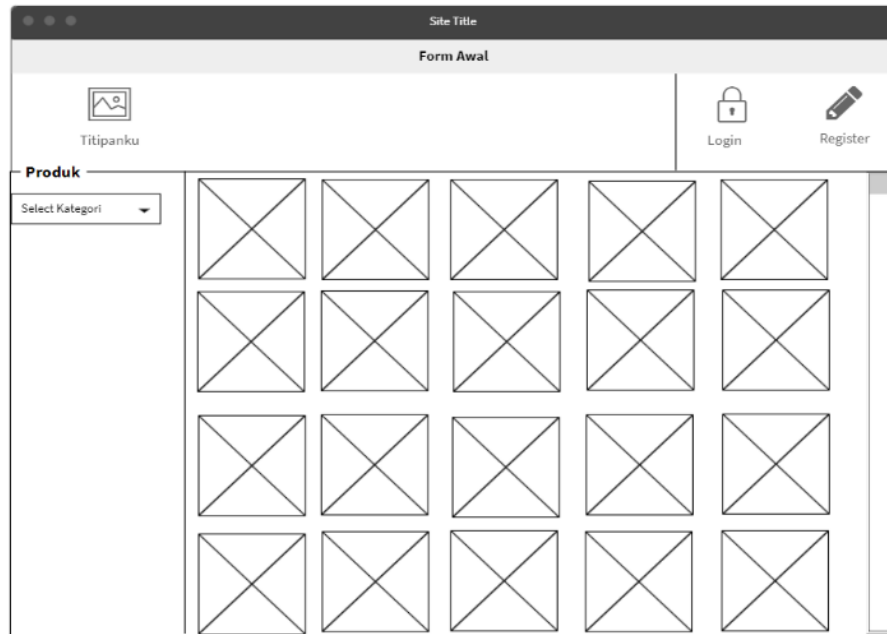 Site Title
Form Awal
Titipanku
Login
Register
Produk
Select Kategori